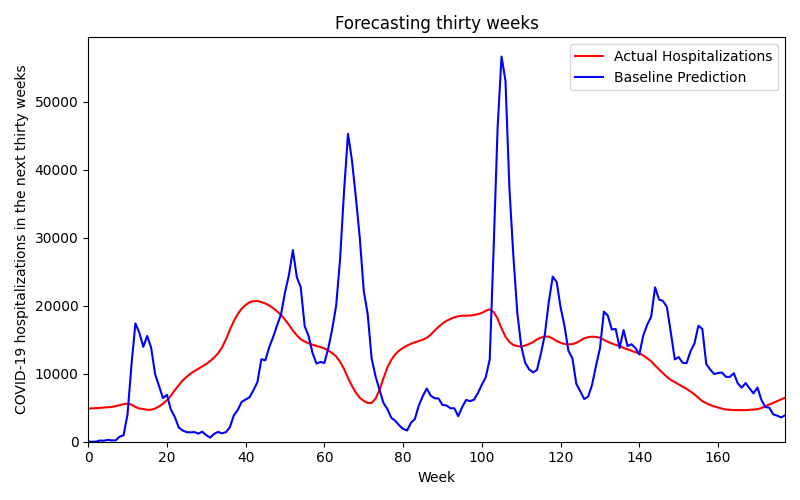 Forecasting thirty weeks
COVID-19 hospitalizations in the next thirty weeks
50000
40000
30000
20000
10000
0
Actual Hospitalizations
Baseline Prediction
0 20 40 60 80 100 120 140 160
Week